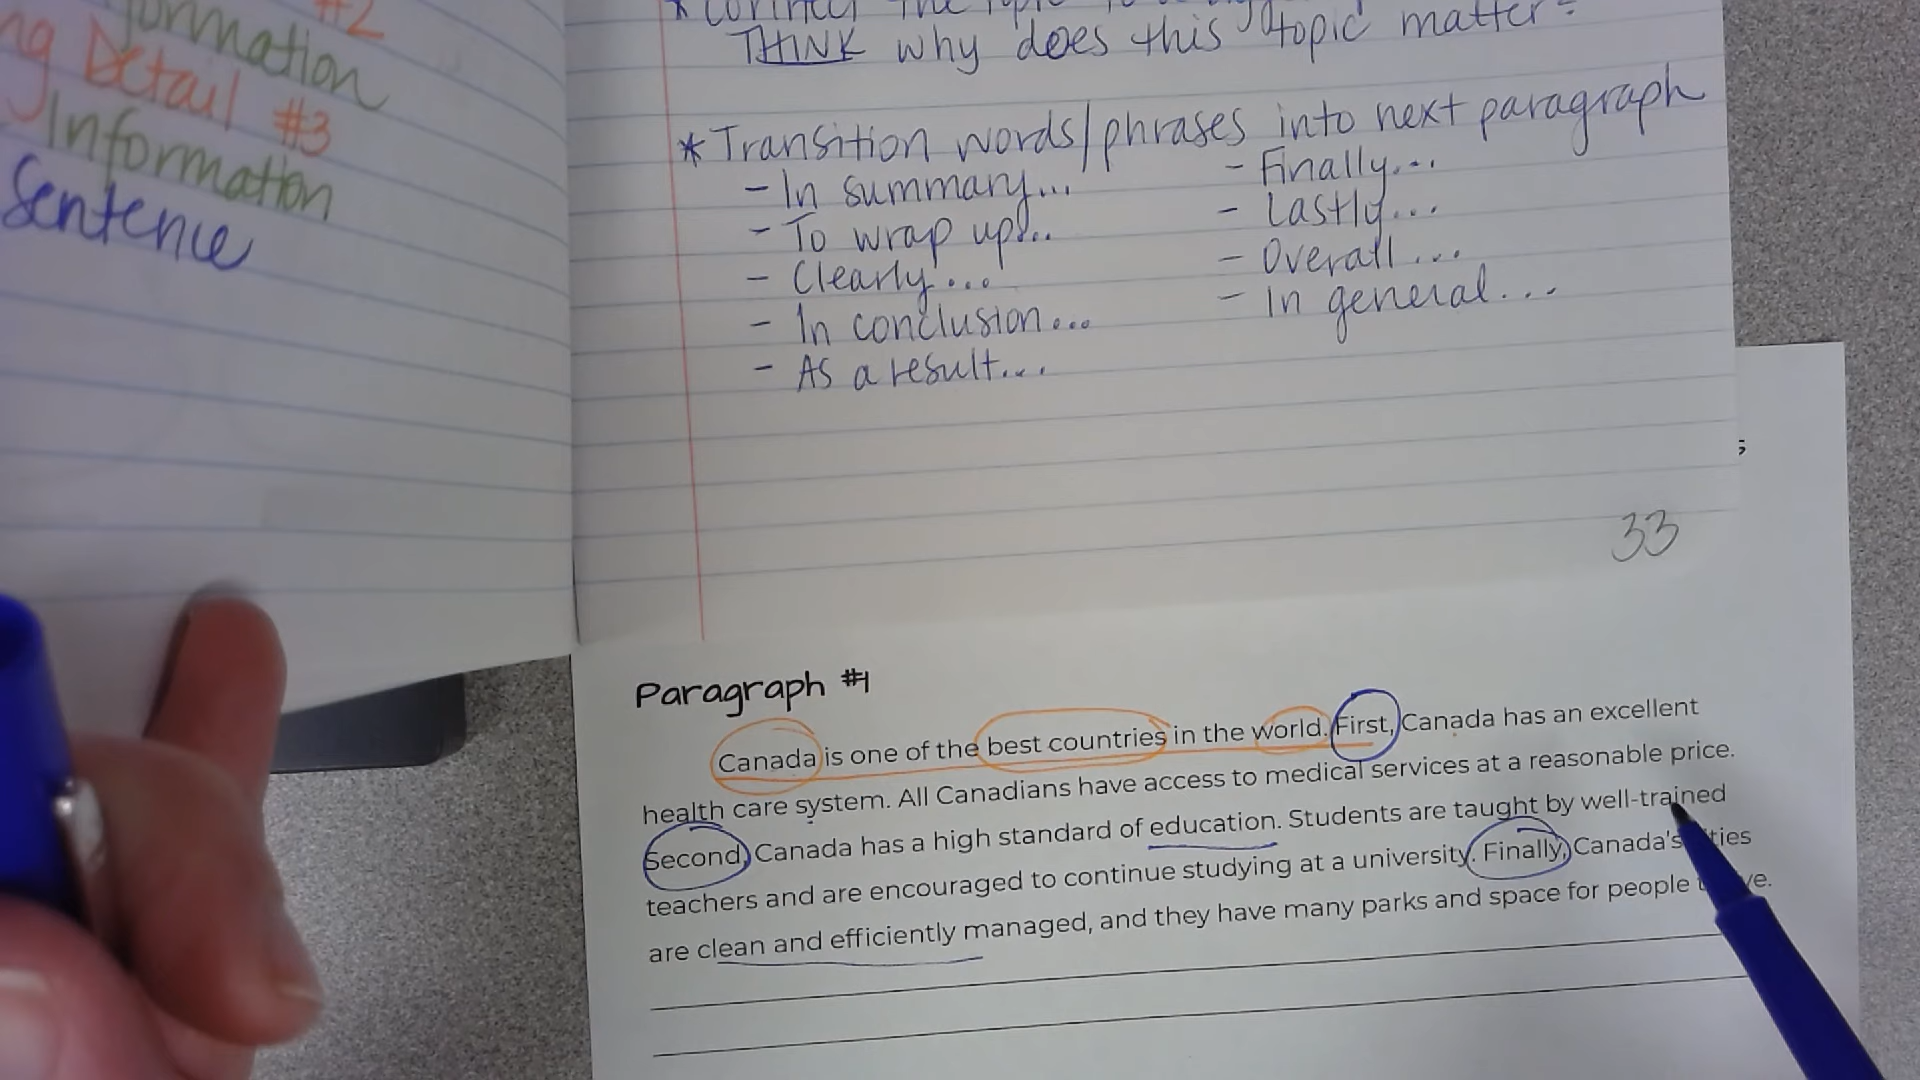 #2
formation
ng Detail #3
Information
Sentence
THINK why does this topic matter?
*Transition words/phrases into next paragraph
- In summary...
- To wrap up...
- Clearly...
- In conclusion...
- As a result...
- Finally...
- Lastly...
- Overall...
- In general...
33
Paragraph #1
Canada is one of the best countries in the world. First, Canada has an excellent
health care system. All Canadians have access to medical services at a reasonable price.
Second, Canada has a high standard of education. Students are taught by well-trained
teachers and are encouraged to continue studying at a university. Finally, Canada's
are clean and efficiently managed, and they have many parks and space for people